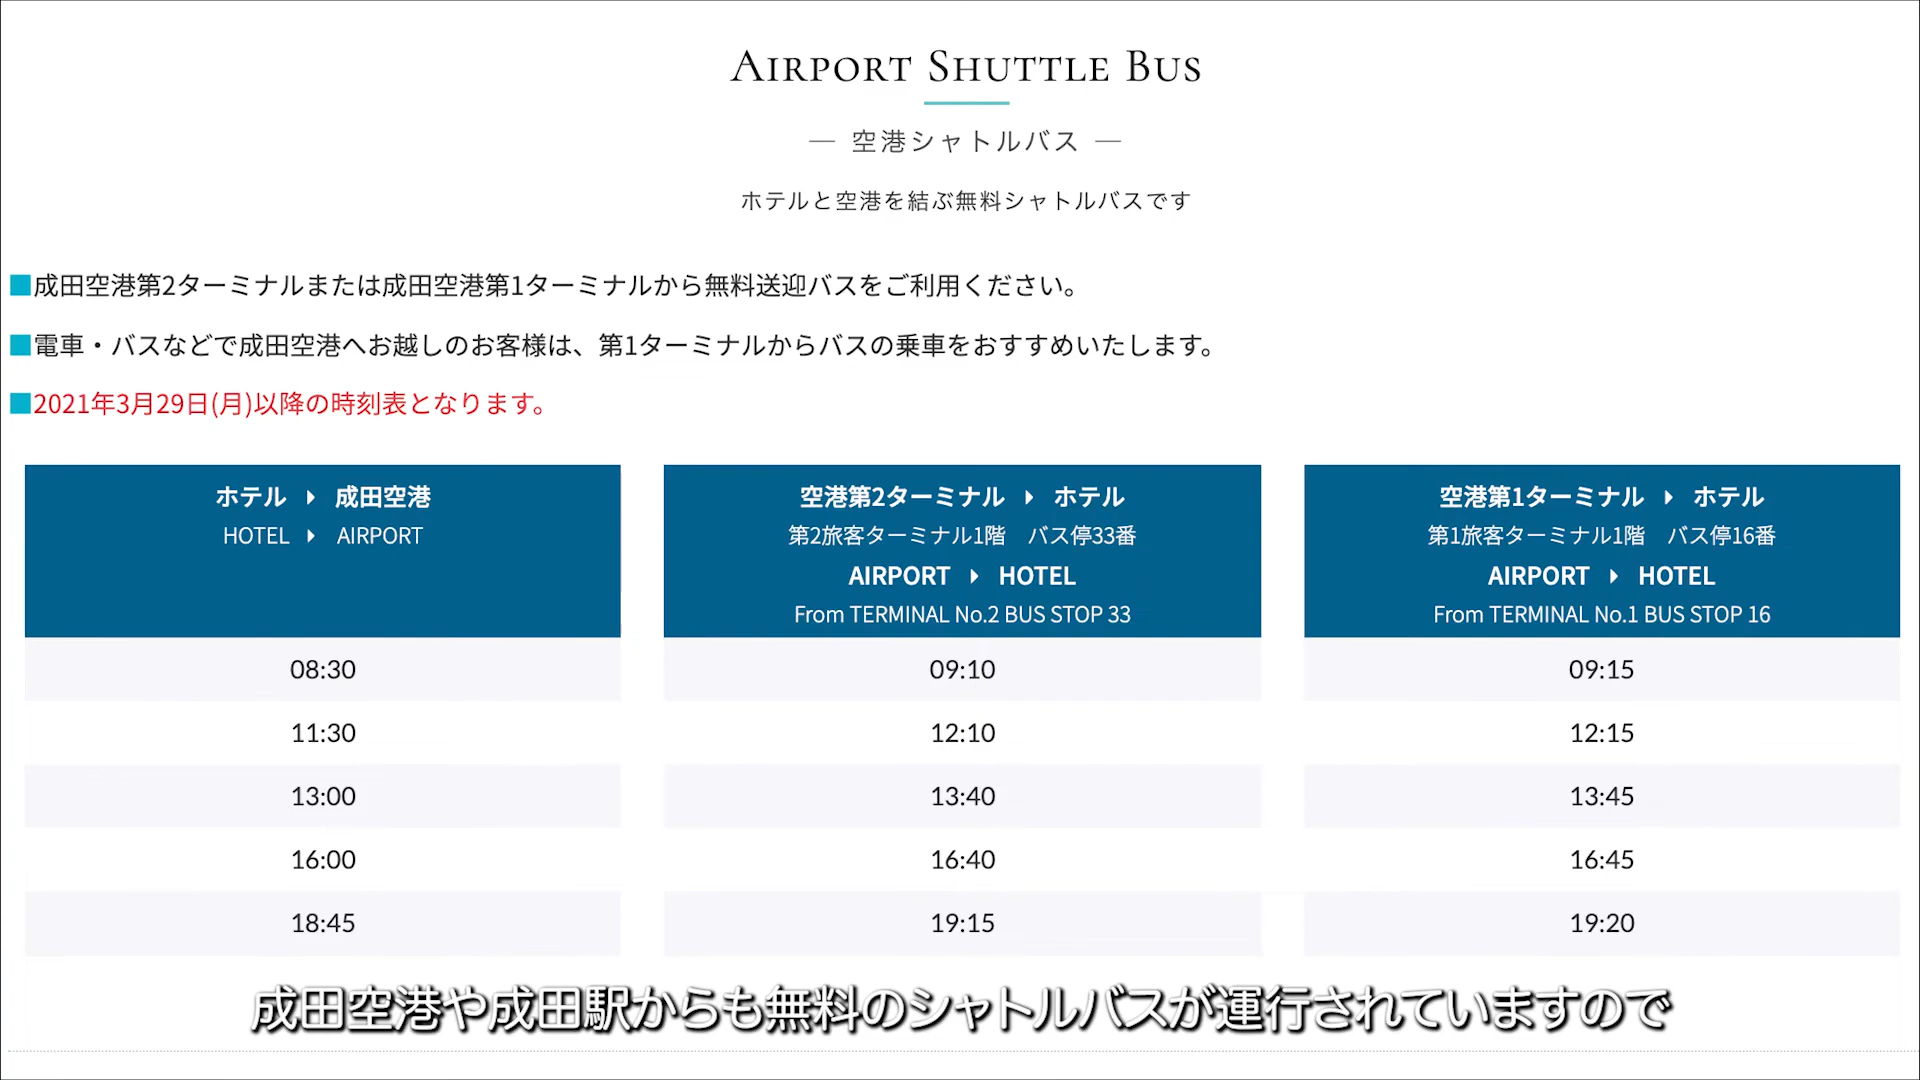 Airport Shuttle Bus
— 空港シャトルバス —
ホテルと空港を結ぶ無料シャトルバスです
■成田空港第2ターミナルまたは成田空港第1ターミナルから無料送迎バスをご利用ください。
■電車・バスなどで成田空港へお越しのお客様は、第1ターミナルからバスの乗車をおすすめいたします。
■2021年3月29日(月)以降の時刻表となります。
ホテル ▸ 成田空港
HOTEL ▸ AIRPORT
空港第2ターミナル ▸ ホテル
第2旅客ターミナル1階　バス停33番
AIRPORT ▸ HOTEL
From TERMINAL No.2 BUS STOP 33
空港第1ターミナル ▸ ホテル
第1旅客ターミナル1階　バス停16番
AIRPORT ▸ HOTEL
From TERMINAL No.1 BUS STOP 16
08:30 09:10 09:15
11:30 12:10 12:15
13:00 13:40 13:45
16:00 16:40 16:45
18:45 19:15 19:20
成田空港や成田駅からも無料のシャトルバスが運行されていますので